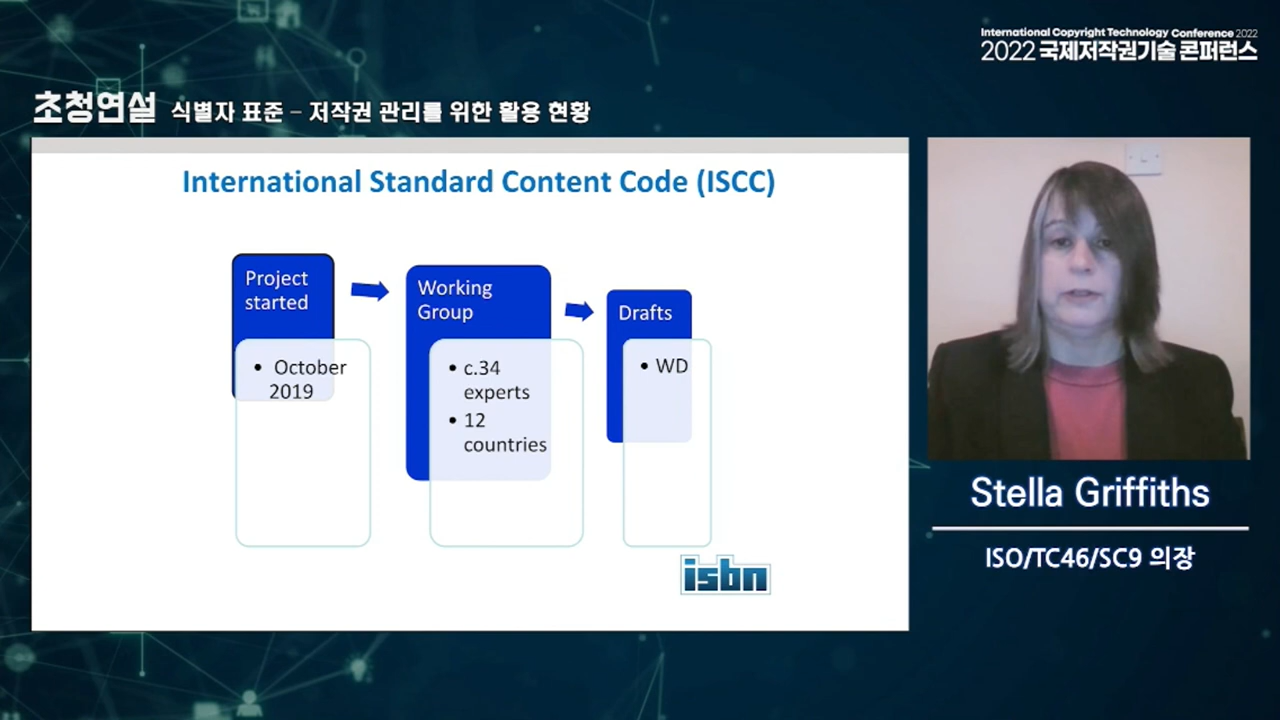 International Copyright Technology Conference 2022
2022 국제저작권기술 콘퍼런스
초청연설 식별자 표준 – 저작권 관리를 위한 활용 현황
International Standard Content Code (ISCC)
Project
started
• October
2019
Working
Group
• c.34
experts
• 12
countries
Drafts
• WD
isbn
Stella Griffiths
ISO/TC46/SC9 의장